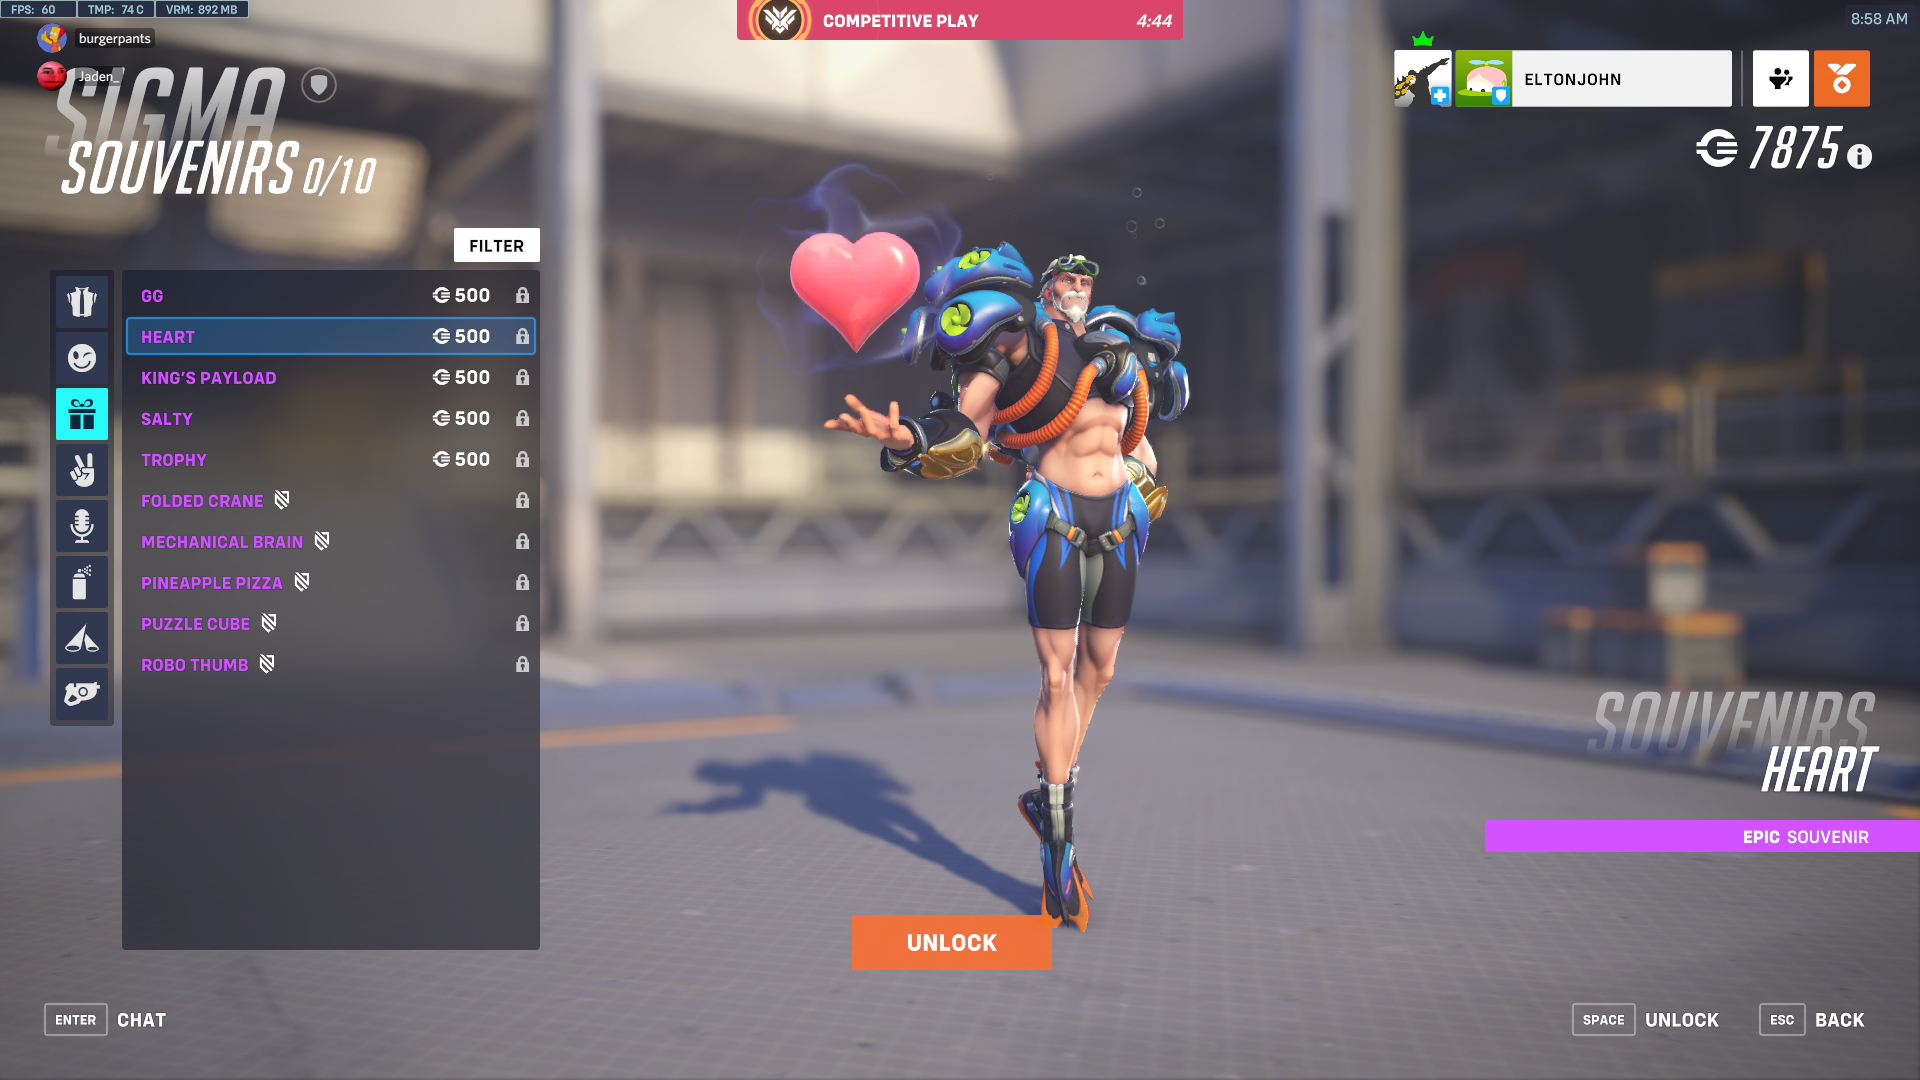 FPS: 60 TMP: 74 C VRM: 892 MB
COMPETITIVE PLAY 4:44
8:58 AM
burgerpants
Jaden_
ELTONJOHN
SIGMA
SOUVENIRS 0/10
7875
FILTER
GG 500
HEART 500
KING'S PAYLOAD 500
SALTY 500
TROPHY 500
FOLDED CRANE
MECHANICAL BRAIN
PINEAPPLE PIZZA
PUZZLE CUBE
ROBO THUMB
SOUVENIRS
HEART
EPIC SOUVENIR
UNLOCK
ENTER CHAT
SPACE UNLOCK ESC BACK